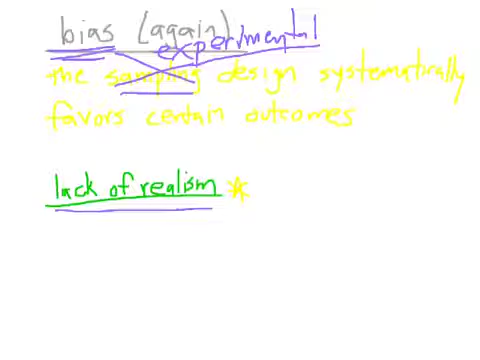 bias (again)
experimental
the sampling design systematically
favors certain outcomes
lack of realism